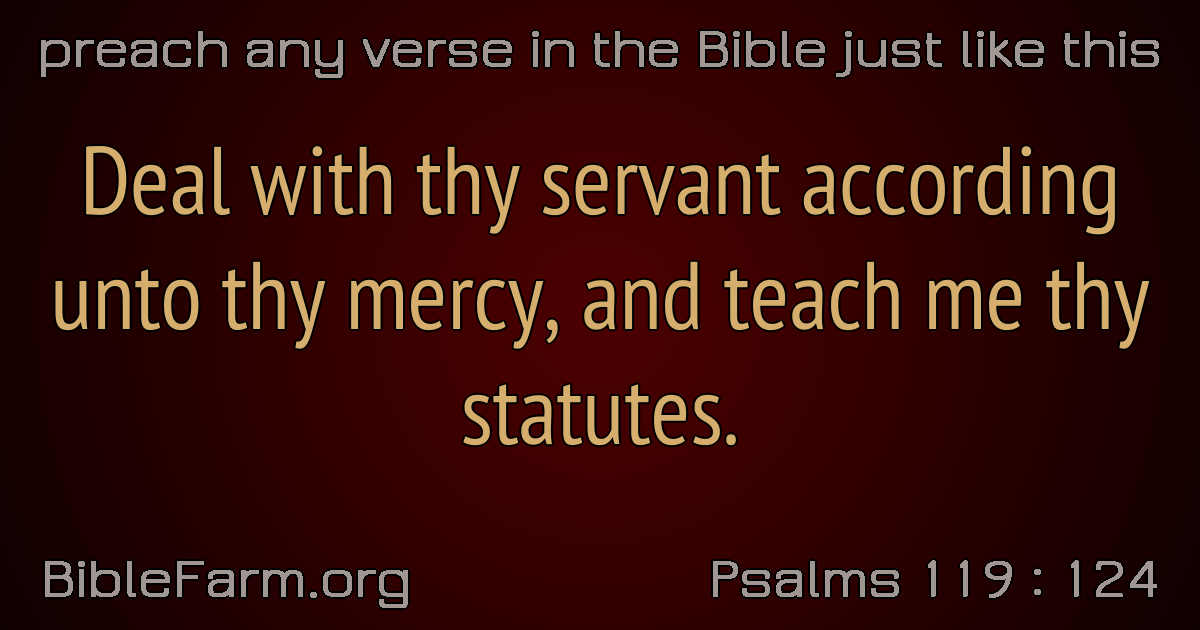 preach any verse in the Bible just like this
Deal with thy servant according
unto thy mercy, and teach me thy
statutes.
BibleFarm.org
Psalms 119 : 124